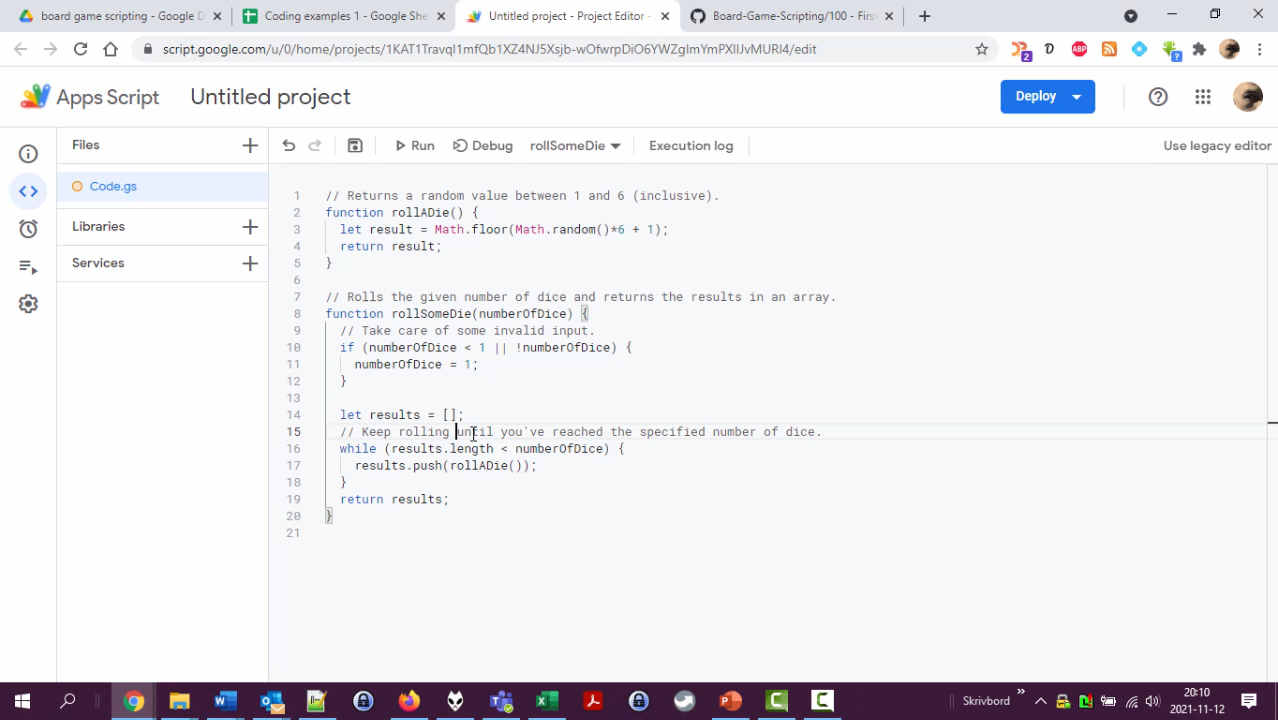 board game scripting - Google D
Coding examples 1 - Google She
Untitled project - Project Editor -
Board-Game-Scripting/100 - Firs
script.google.com/u/0/home/projects/1KAT1Travql1mfQb1XZ4NJ5Xsjb-wOfwrpDiO6YWZgImYmPXlIJvMURl4/edit
2
ABP
?
Apps Script
Untitled project
Deploy
Files
Run
Debug
rollSomeDie
Execution log
Use legacy editor
Code.gs
Libraries
Services
1 // Returns a random value between 1 and 6 (inclusive).
2 function rollADie() {
3 let result = Math.floor(Math.random()*6 + 1);
4 return result;
5 }
6
7 // Rolls the given number of dice and returns the results in an array.
8 function rollSomeDie(numberOfDice) {
9 // Take care of some invalid input.
10 if (numberOfDice < 1 || !numberOfDice) {
11 numberOfDice = 1;
12 }
13
14 let results = [];
15 // Keep rolling until you've reached the specified number of dice.
16 while (results.length < numberOfDice) {
17 results.push(rollADie());
18 }
19 return results;
20 }
21
Skrivbord
20:10
2021-11-12